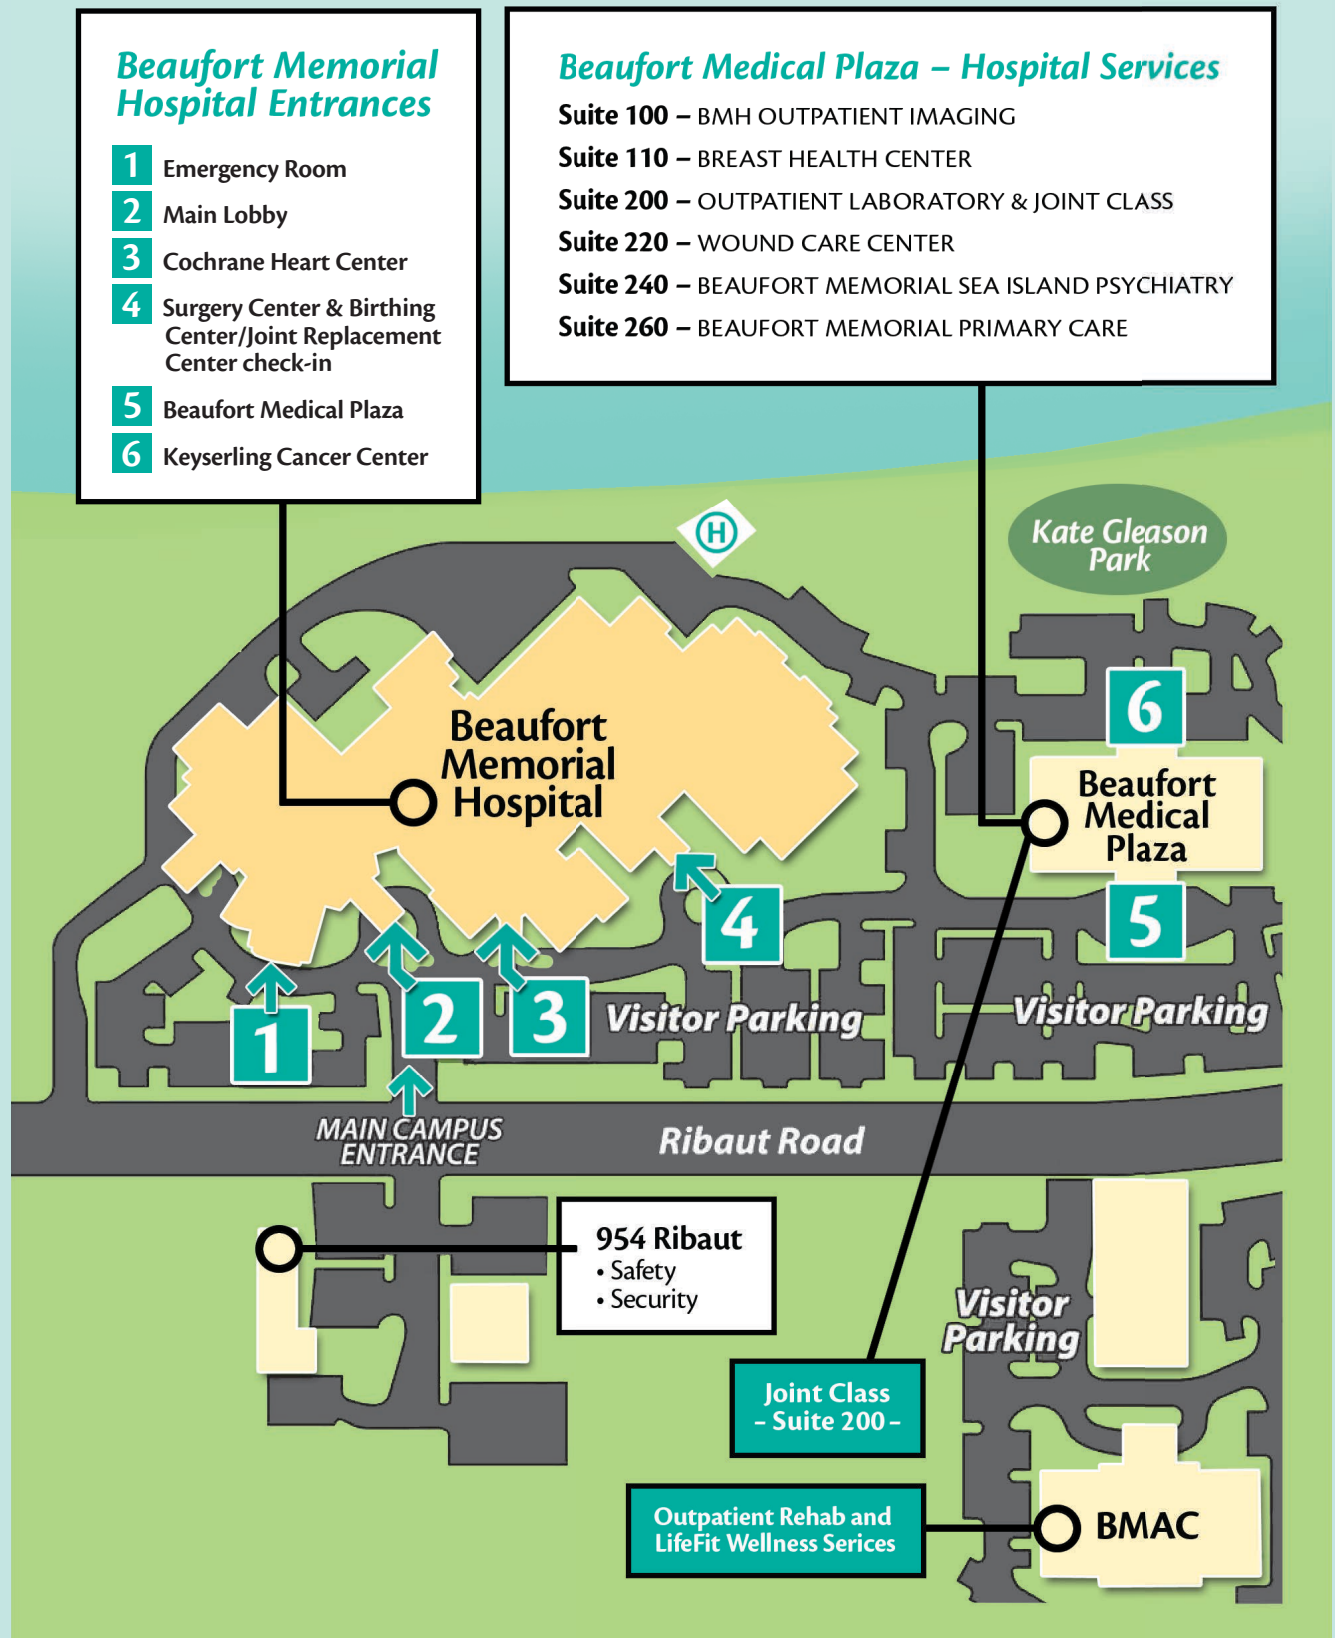 Beaufort Memorial
Hospital Entrances
1 Emergency Room
2 Main Lobby
3 Cochrane Heart Center
4 Surgery Center & Birthing
Center/Joint Replacement
Center check-in
5 Beaufort Medical Plaza
6 Keyserling Cancer Center
Beaufort Medical Plaza – Hospital Services
Suite 100 – BMH OUTPATIENT IMAGING
Suite 110 – BREAST HEALTH CENTER
Suite 200 – OUTPATIENT LABORATORY & JOINT CLASS
Suite 220 – WOUND CARE CENTER
Suite 240 – BEAUFORT MEMORIAL SEA ISLAND PSYCHIATRY
Suite 260 – BEAUFORT MEMORIAL PRIMARY CARE
H
Kate Gleason
Park
6
Beaufort
Memorial
Hospital
Beaufort
Medical
Plaza
4
5
1
2
3
Visitor Parking
Visitor Parking
MAIN CAMPUS
ENTRANCE
Ribaut Road
954 Ribaut
• Safety
• Security
Visitor
Parking
Joint Class
– Suite 200 –
Outpatient Rehab and
LifeFit Wellness Serices
BMAC